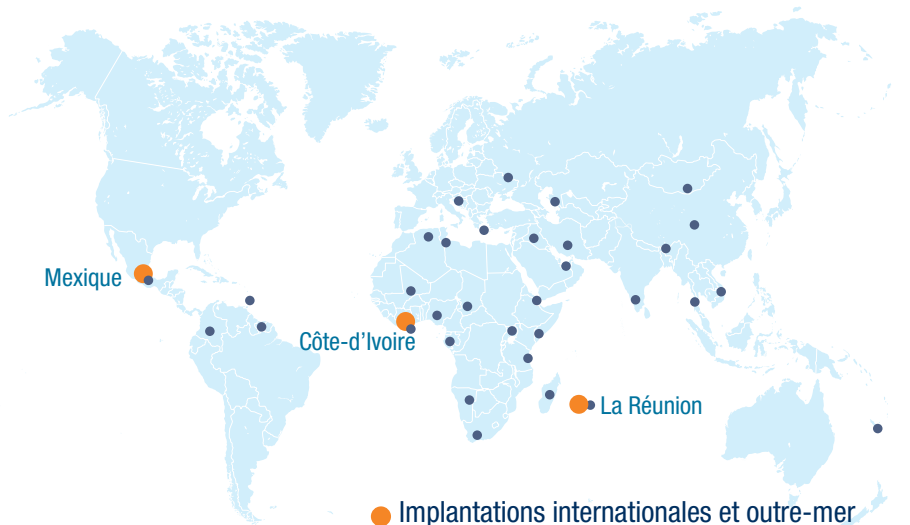 Mexique
Côte-d’Ivoire
La Réunion
Implantations internationales et outre-mer